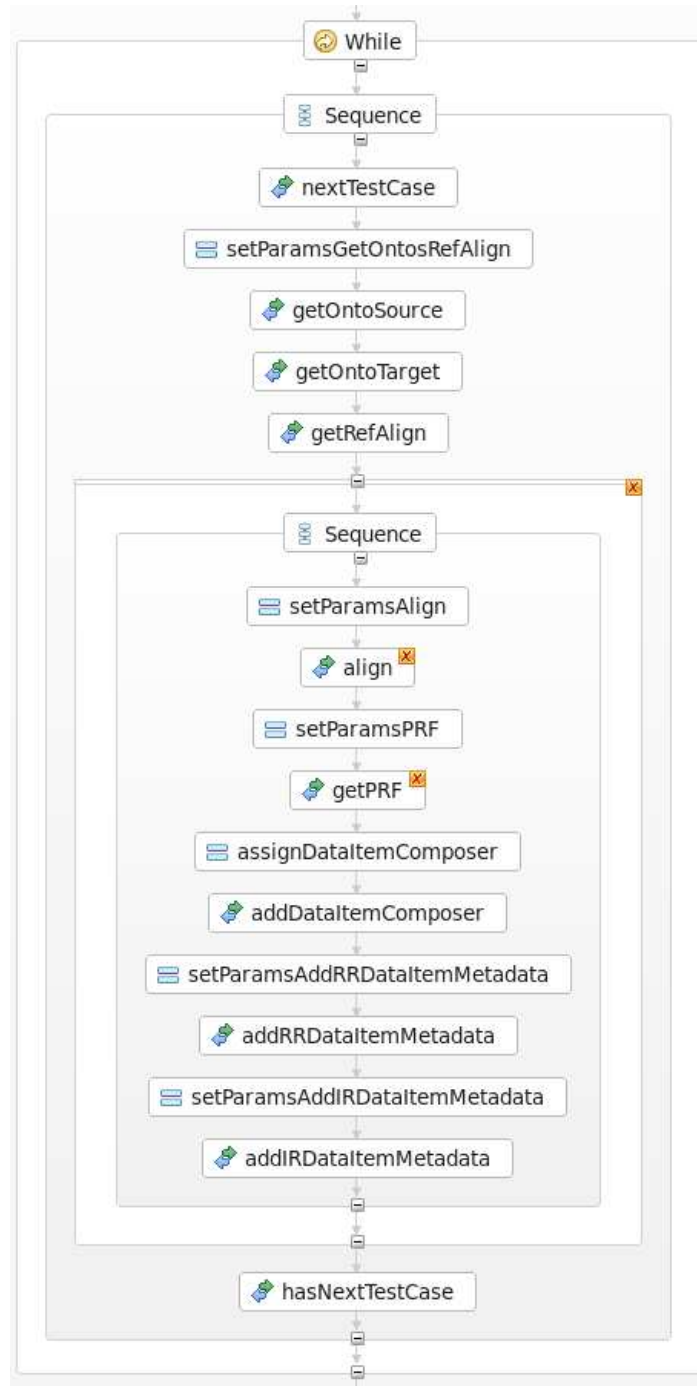 While
Sequence
nextTestCase
setParamsGetOntosRefAlign
getOntoSource
getOntoTarget
getRefAlign
X
Sequence
setParamsAlign
align X
setParamsPRF
getPRF X
assignDataItemComposer
addDataItemComposer
setParamsAddRRDataItemMetadata
addRRDataItemMetadata
setParamsAddIRDataItemMetadata
addIRDataItemMetadata
hasNextTestCase